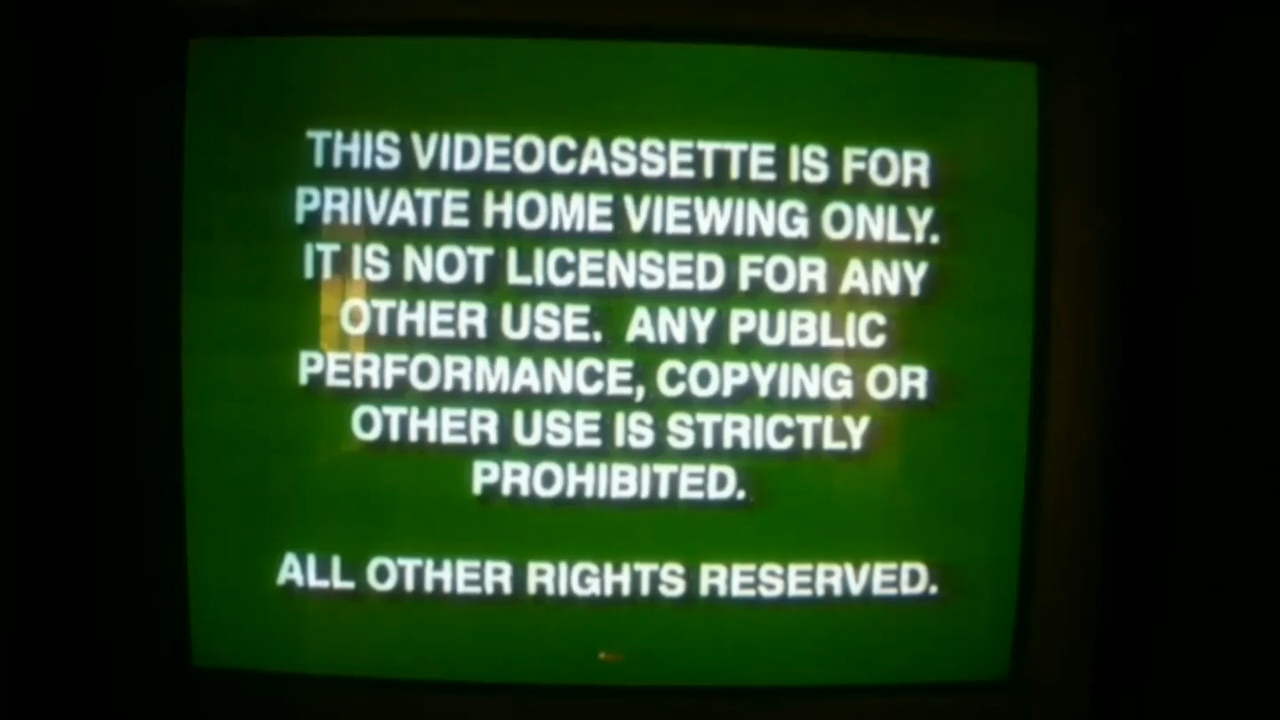 THIS VIDEOCASSETTE IS FOR
PRIVATE HOME VIEWING ONLY.
IT IS NOT LICENSED FOR ANY
OTHER USE.  ANY PUBLIC
PERFORMANCE, COPYING OR
OTHER USE IS STRICTLY
PROHIBITED.
ALL OTHER RIGHTS RESERVED.